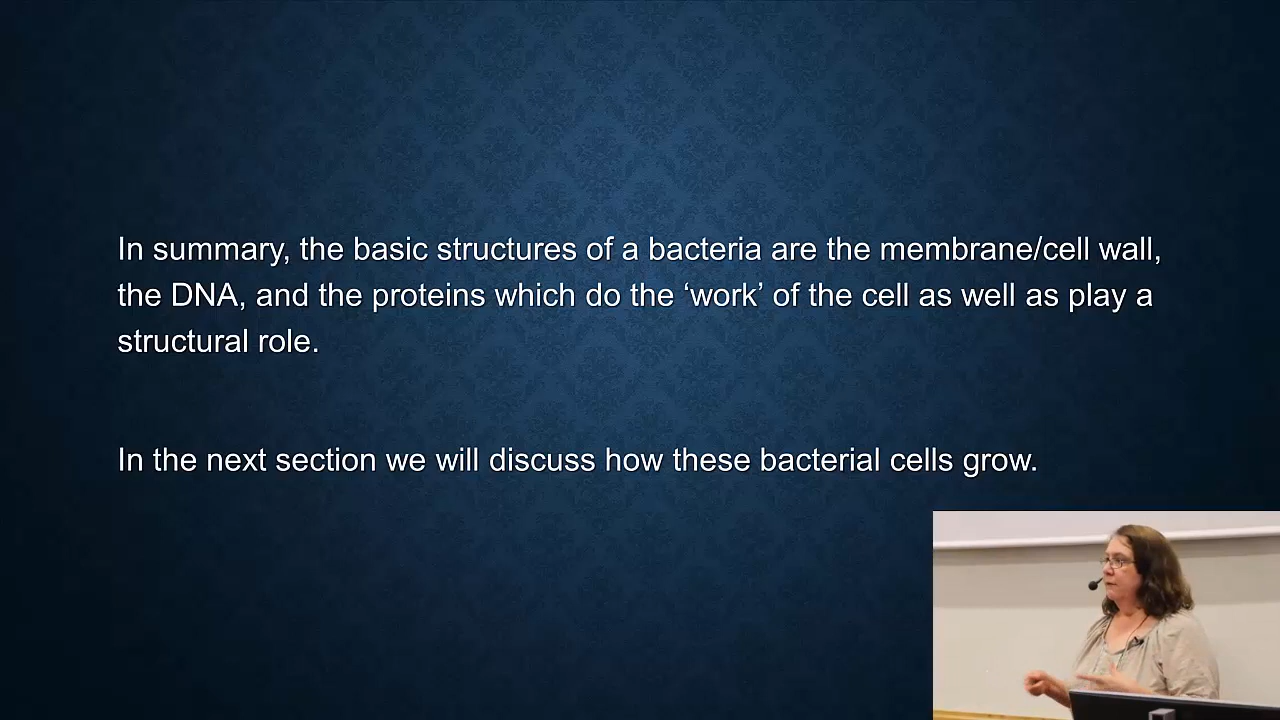 In summary, the basic structures of a bacteria are the membrane/cell wall,
the DNA, and the proteins which do the ‘work’ of the cell as well as play a
structural role.
In the next section we will discuss how these bacterial cells grow.